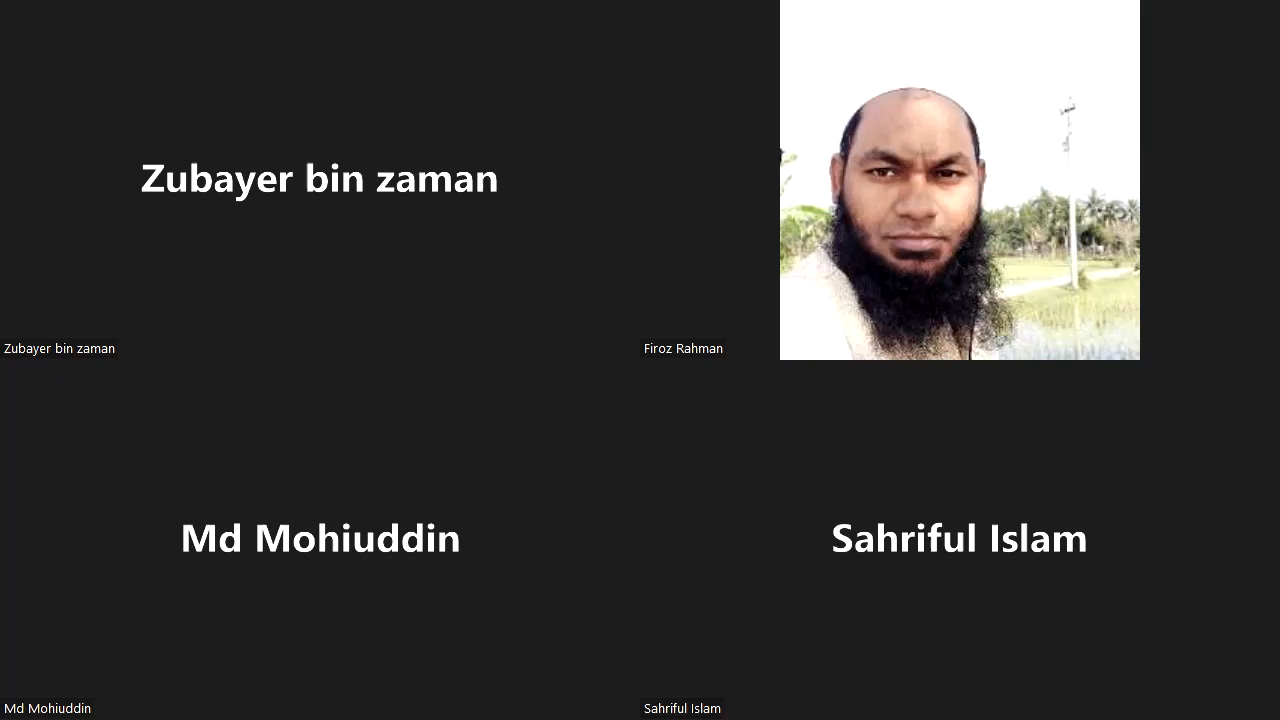 Zubayer bin zaman
Zubayer bin zaman
Firoz Rahman
Md Mohiuddin
Sahriful Islam
Md Mohiuddin
Sahriful Islam